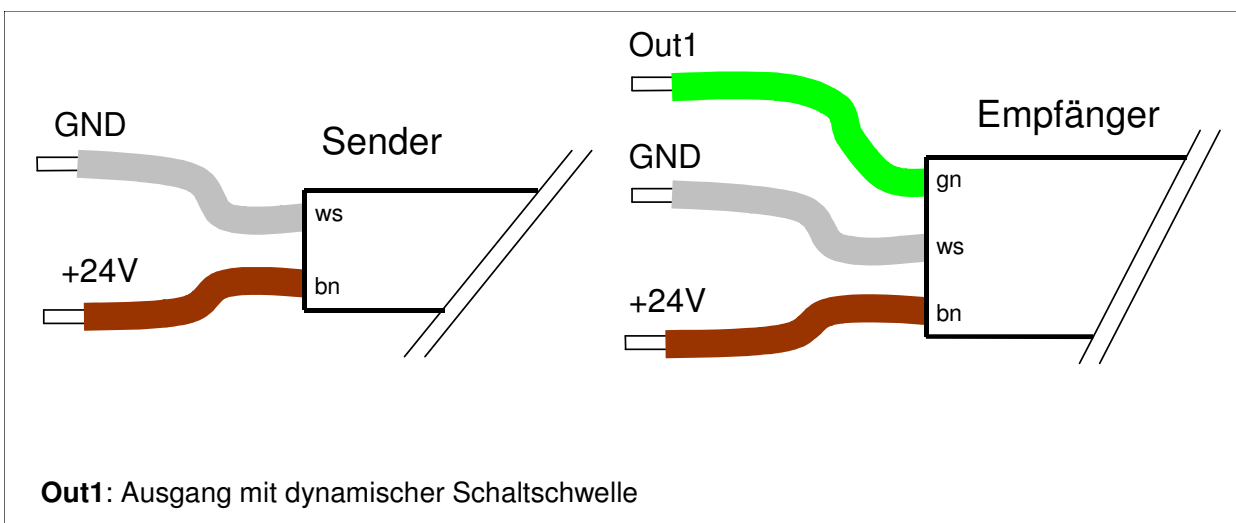 Sender
GND
ws
+24V
bn
Empfänger
Out1
gn
GND
ws
+24V
bn
Out1: Ausgang mit dynamischer Schaltschwelle